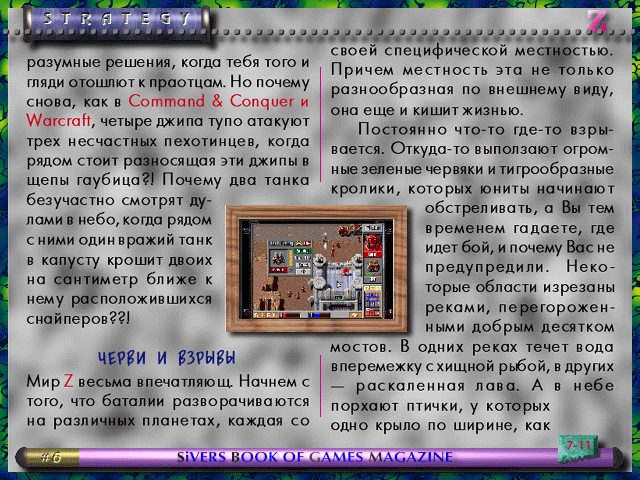 STRATEGY
Z
разумные решения, когда тебя того и
гляди отошлют к праотцам. Но почему
снова, как в Command & Conquer и
Warcraft, четыре джипа тупо атакуют
трех несчастных пехотинцев, когда
рядом стоит разносящая эти джипы в
щепы гаубица?! Почему два танка
безучастно смотрят ду-
лами в небо, когда рядом
с ними один вражий танк
в капусту крошит двоих
на сантиметр ближе к
нему расположившихся
снайперов??!
ЧЕРВИ И ВЗРЫВЫ
Мир Z весьма впечатляющ. Начнем с
того, что баталии разворачиваются
на различных планетах, каждая со
своей специфической местностью.
Причем местность эта не только
разнообразная по внешнему виду,
она еще и кишит жизнью.
Постоянно что-то где-то взры-
вается. Откуда-то выползают огром-
ные зеленые червяки и тигрообразные
кролики, которых юниты начинают
обстреливать, а Вы тем
временем гадаете, где
идет бой, и почему Вас не
предупредили. Неко-
торые области изрезаны
реками, перегорожен-
ными добрым десятком
мостов. В одних реках течет вода
вперемежку с хищной рыбой, в других
— раскаленная лава. А в небе
порхают птички, у которых
одно крыло по ширине, как
#6
SiVERS BOOK OF GAMES MAGAZINE
7-11